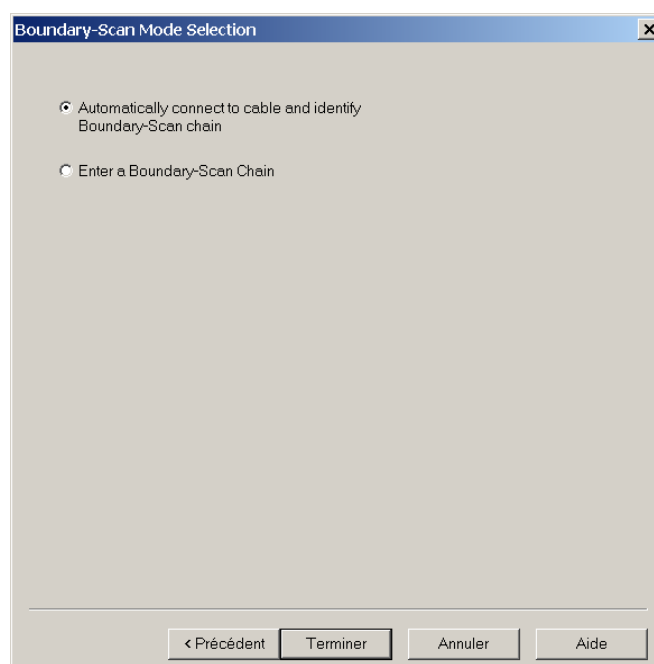 Boundary-Scan Mode Selection
Automatically connect to cable and identify
Boundary-Scan chain
Enter a Boundary-Scan Chain
< Précédent Terminer Annuler Aide